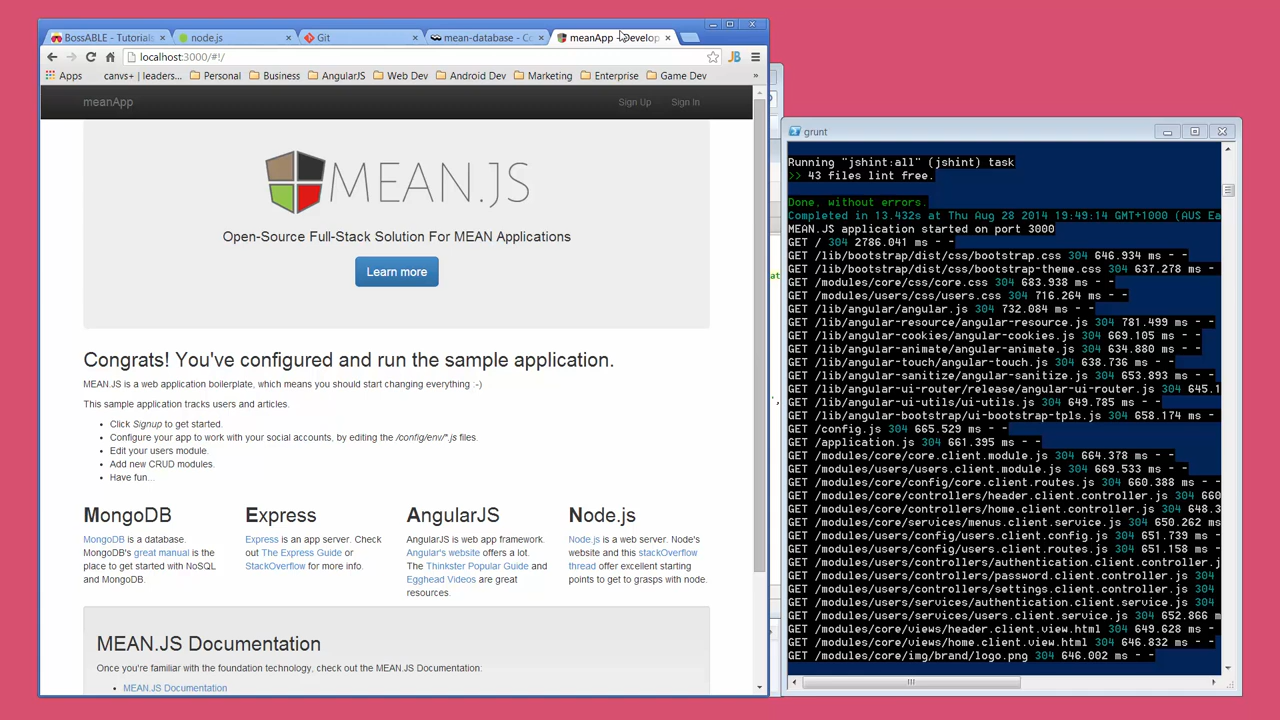 BossABLE - Tutorials
node.js
Git
mean-database - Co
meanApp - Develop
localhost:3000/#!/
Apps canvs+ | leaders... Personal Business AngularJS Web Dev Android Dev Marketing Enterprise Game Dev »
meanApp Sign Up Sign In
MEAN.JS
Open-Source Full-Stack Solution For MEAN Applications
Learn more
Congrats! You've configured and run the sample application.
MEAN.JS is a web application boilerplate, which means you should start changing everything :-)
This sample application tracks users and articles.
• Click Signup to get started.
• Configure your app to work with your social accounts, by editing the /config/env/*.js files.
• Edit your users module.
• Add new CRUD modules.
• Have fun...
MongoDB
MongoDB is a database.
MongoDB's great manual is the
place to get started with NoSQL
and MongoDB.
Express
Express is an app server. Check
out The Express Guide or
StackOverflow for more info.
AngularJS
AngularJS is web app framework.
Angular's website offers a lot.
The Thinkster Popular Guide and
Egghead Videos are great
resources.
Node.js
Node.js is a web server. Node's
website and this stackOverflow
thread offer excellent starting
points to get to grasps with node.
MEAN.JS Documentation
Once you're familiar with the foundation technology, check out the MEAN.JS Documentation:
• MEAN.JS Documentation
grunt
Running "jshint:all" (jshint) task
>> 43 files lint free.
Done, without errors.
Completed in 13.432s at Thu Aug 28 2014 19:49:14 GMT+1000 (AUS Ea
MEAN.JS application started on port 3000
GET / 304 2786.041 ms - -
GET /lib/bootstrap/dist/css/bootstrap.css 304 646.934 ms - -
GET /lib/bootstrap/dist/css/bootstrap-theme.css 304 637.278 ms -
GET /modules/core/css/core.css 304 683.938 ms - -
GET /modules/users/css/users.css 304 716.264 ms - -
GET /lib/angular/angular.js 304 732.084 ms - -
GET /lib/angular-resource/angular-resource.js 304 781.499 ms - -
GET /lib/angular-cookies/angular-cookies.js 304 669.105 ms - -
GET /lib/angular-animate/angular-animate.js 304 634.880 ms - -
GET /lib/angular-touch/angular-touch.js 304 638.736 ms - -
GET /lib/angular-sanitize/angular-sanitize.js 304 653.893 ms - -
GET /lib/angular-ui-router/release/angular-ui-router.js 304 645.1
GET /lib/angular-ui-utils/ui-utils.js 304 649.785 ms - -
GET /lib/angular-bootstrap/ui-bootstrap-tpls.js 304 658.174 ms -
GET /config.js 304 665.529 ms - -
GET /application.js 304 661.395 ms - -
GET /modules/core/core.client.module.js 304 664.378 ms - -
GET /modules/users/users.client.module.js 304 669.533 ms - -
GET /modules/core/config/core.client.routes.js 304 660.388 ms - -
GET /modules/core/controllers/header.client.controller.js 304 660
GET /modules/core/controllers/home.client.controller.js 304 648.3
GET /modules/core/services/menus.client.service.js 304 650.262 ms
GET /modules/users/config/users.client.config.js 304 651.739 ms -
GET /modules/users/config/users.client.routes.js 304 651.158 ms -
GET /modules/users/controllers/authentication.client.controller.j
GET /modules/users/controllers/password.client.controller.js 304
GET /modules/users/controllers/settings.client.controller.js 304
GET /modules/users/services/authentication.client.service.js 304
GET /modules/users/services/users.client.service.js 304 652.866 m
GET /modules/core/views/header.client.view.html 304 649.628 ms -
GET /modules/core/views/home.client.view.html 304 646.832 ms - -
GET /modules/core/img/brand/logo.png 304 646.002 ms - -